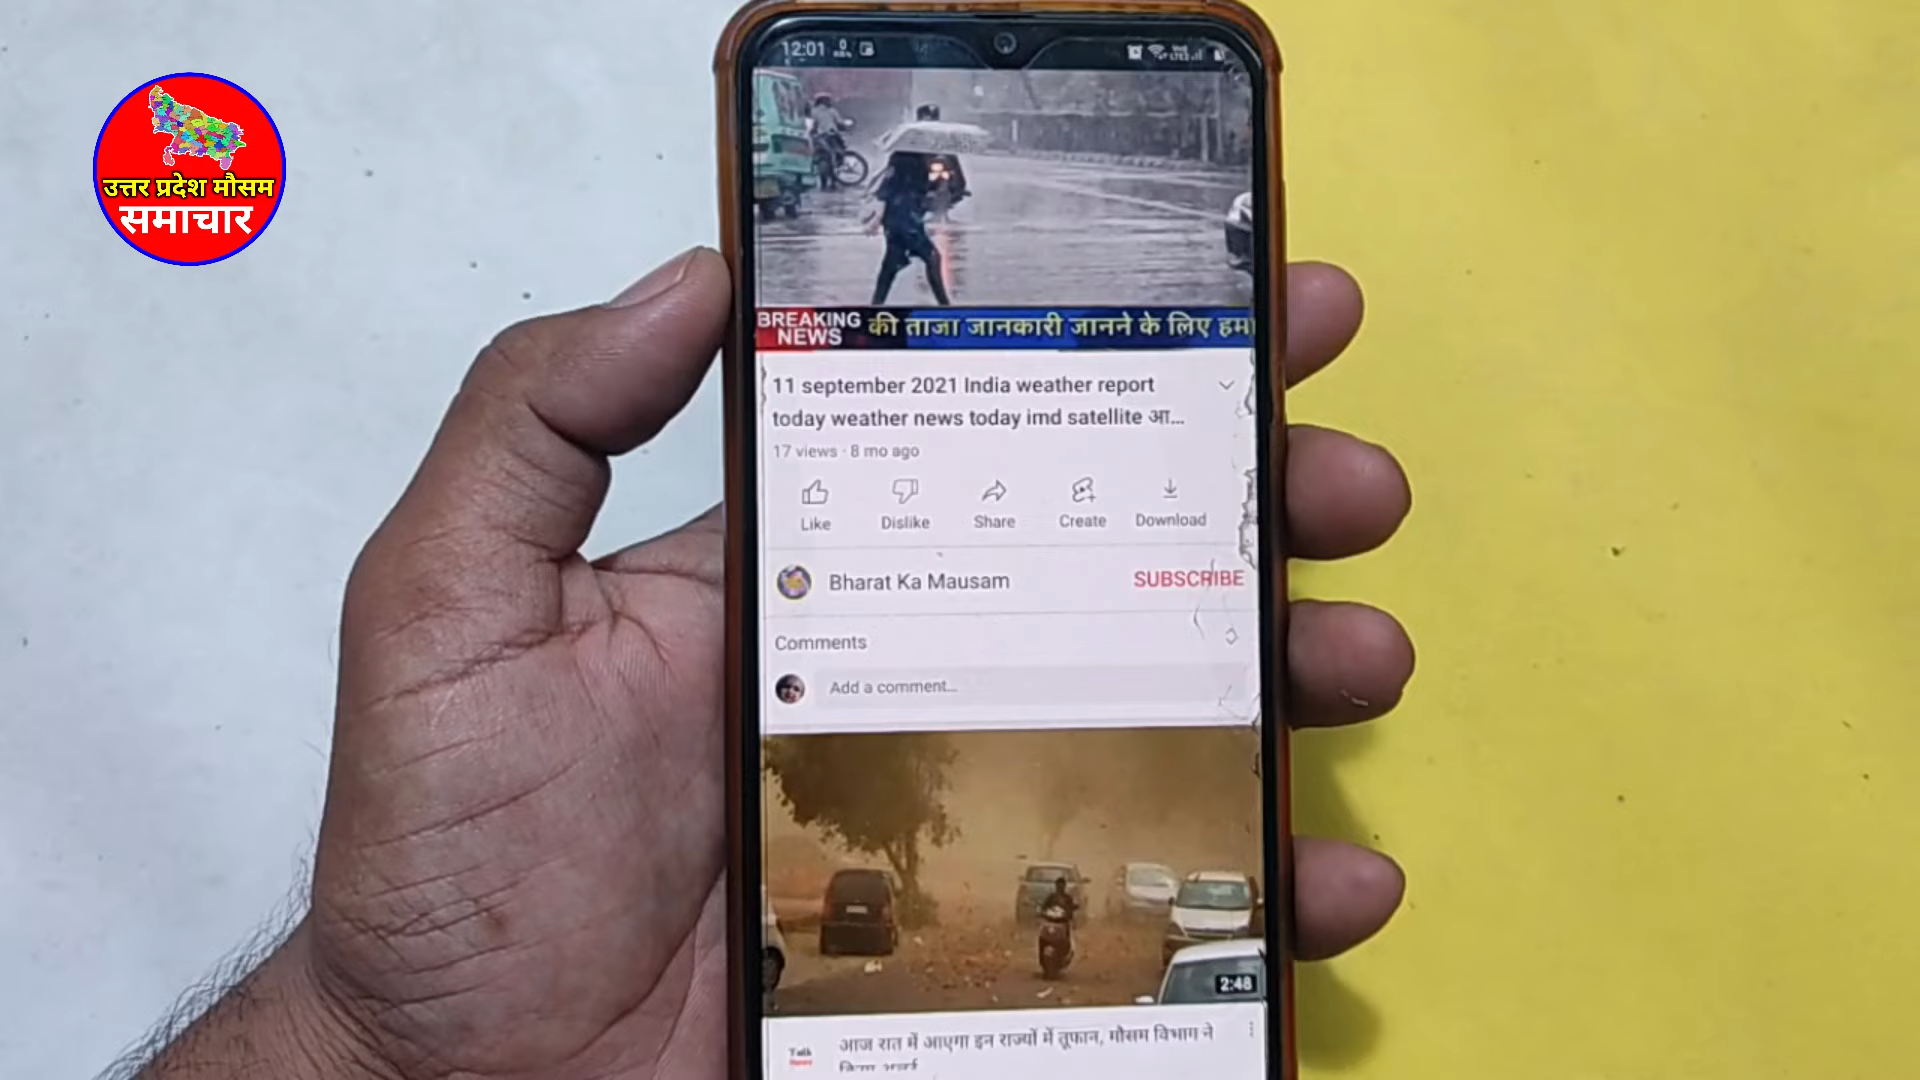 उत्तर प्रदेश मौसम
समाचार
12:01
BREAKING
NEWS
की ताजा जानकारी जानने के लिए हमा
11 september 2021 India weather report
today weather news today imd satellite आ...
17 views · 8 mo ago
Like
Dislike
Share
Create
Download
Bharat Ka Mausam
SUBSCRIBE
Comments
Add a comment...
2:48
आज रात में आएगा इन राज्यों में तूफान, मौसम विभाग ने
Talk
News